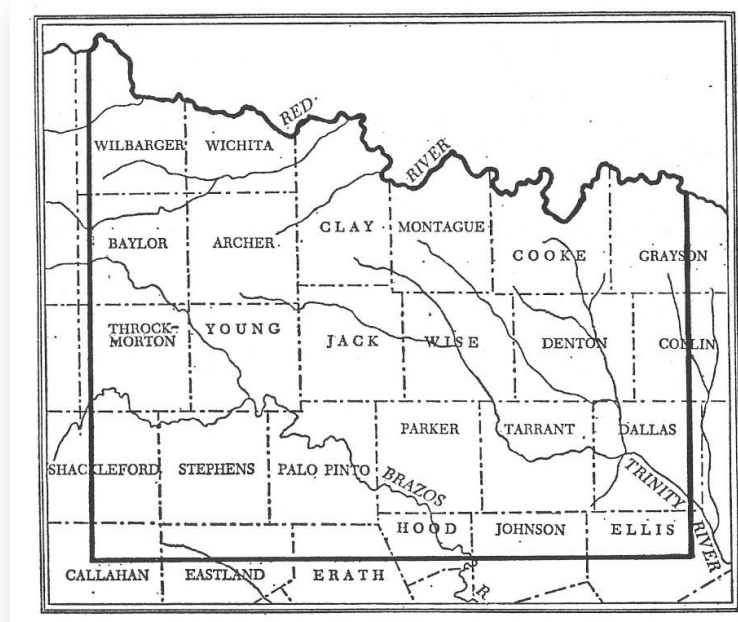 RED
RIVER
WILBARGER WICHITA
CLAY MONTAGUE
BAYLOR ARCHER
COOKE GRAYSON
THROCK-
MORTON
YOUNG
JACK WISE DENTON COLLIN
PARKER TARRANT DALLAS
SHACKLEFORD STEPHENS PALO PINTO
BRAZOS
TRINITY
RIVER
HOOD JOHNSON ELLIS
CALLAHAN EASTLAND ERATH
R